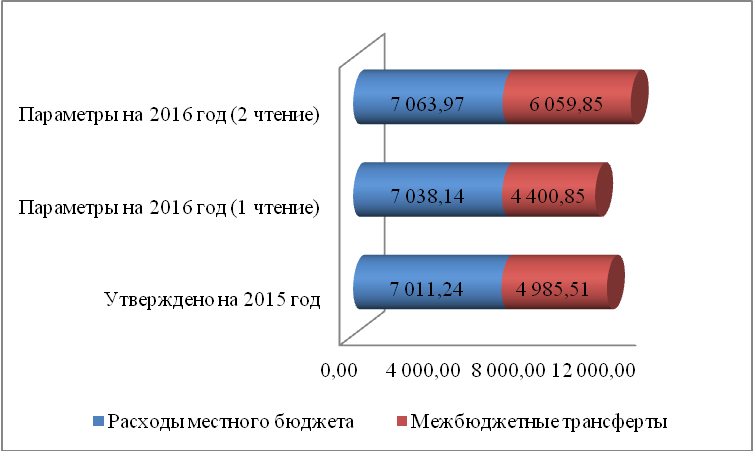 Параметры на 2016 год (2 чтение) 7 063,97 6 059,85
Параметры на 2016 год (1 чтение) 7 038,14 4 400,85
Утверждено на 2015 год 7 011,24 4 985,51
0,00 4 000,00 8 000,00 12 000,00
Расходы местного бюджета Межбюджетные трансферты